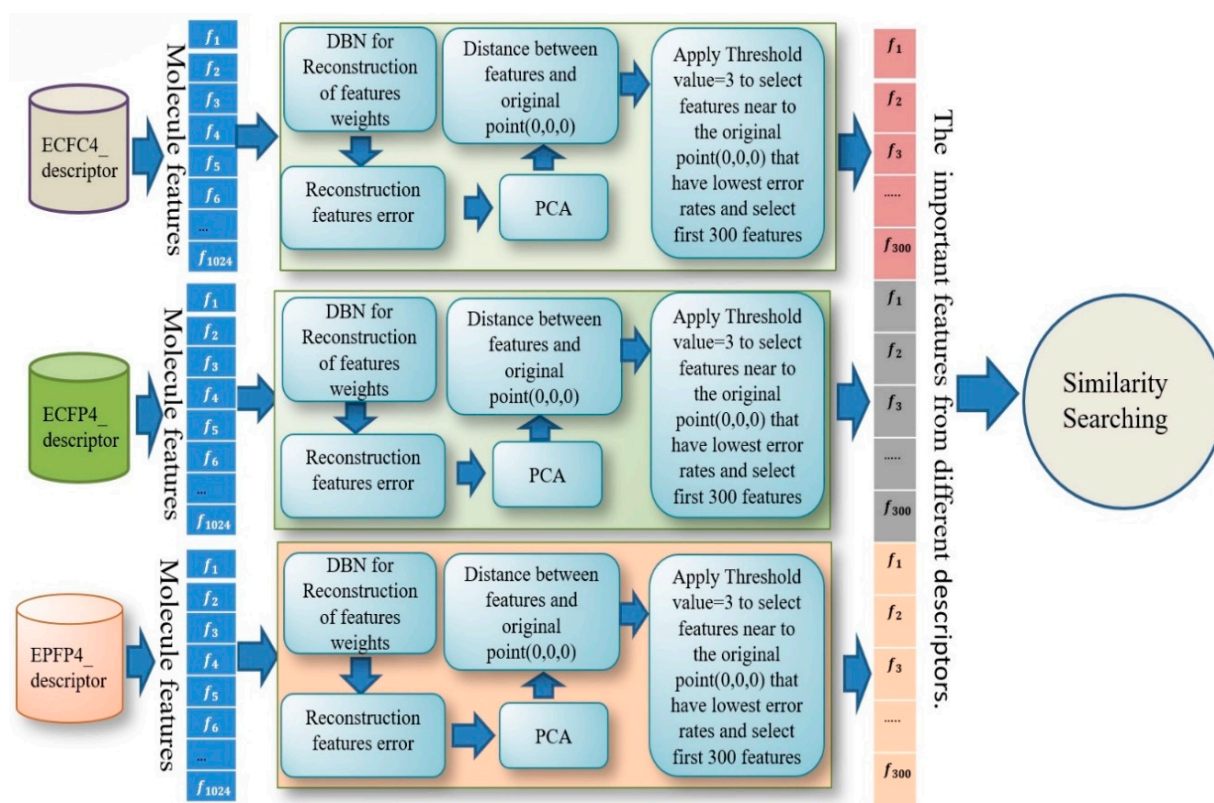 ECFC4_
descriptor
Molecule features
f1
f2
f3
f4
f5
f6
...
f1024
DBN for
Reconstruction
of features
weights
Reconstruction
features error
PCA
Distance between
features and
original
point(0,0,0)
Apply Threshold
value=3 to select
features near to
the original
point(0,0,0) that
have lowest error
rates and select
first 300 features
f1
f2
f3
.....
f300
ECFP4_
descriptor
Molecule features
f1
f2
f3
f4
f5
f6
...
f1024
DBN for
Reconstruction
of features
weights
Reconstruction
features error
PCA
Distance between
features and
original
point(0,0,0)
Apply Threshold
value=3 to select
features near to
the original
point(0,0,0) that
have lowest error
rates and select
first 300 features
f1
f2
f3
.....
f300
EPFP4_
descriptor
Molecule features
f1
f2
f3
f4
f5
f6
...
f1024
DBN for
Reconstruction
of features
weights
Reconstruction
features error
PCA
Distance between
features and
original
point(0,0,0)
Apply Threshold
value=3 to select
features near to
the original
point(0,0,0) that
have lowest error
rates and select
first 300 features
f1
f2
f3
.....
f300
The important features from different descriptors.
Similarity
Searching